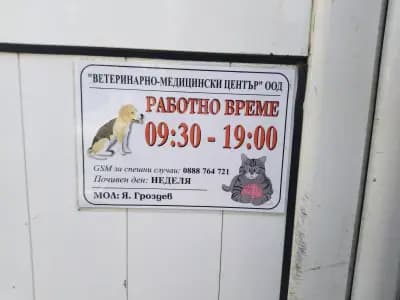 "ВЕТЕРИНАРНО-МЕДИЦИНСКИ ЦЕНТЪР" ООД
РАБОТНО ВРЕМЕ
09:30 - 19:00
GSM за спешни случаи: 0888 764 721
Почивен ден: НЕДЕЛЯ
МОЛ: Я. Гроздев